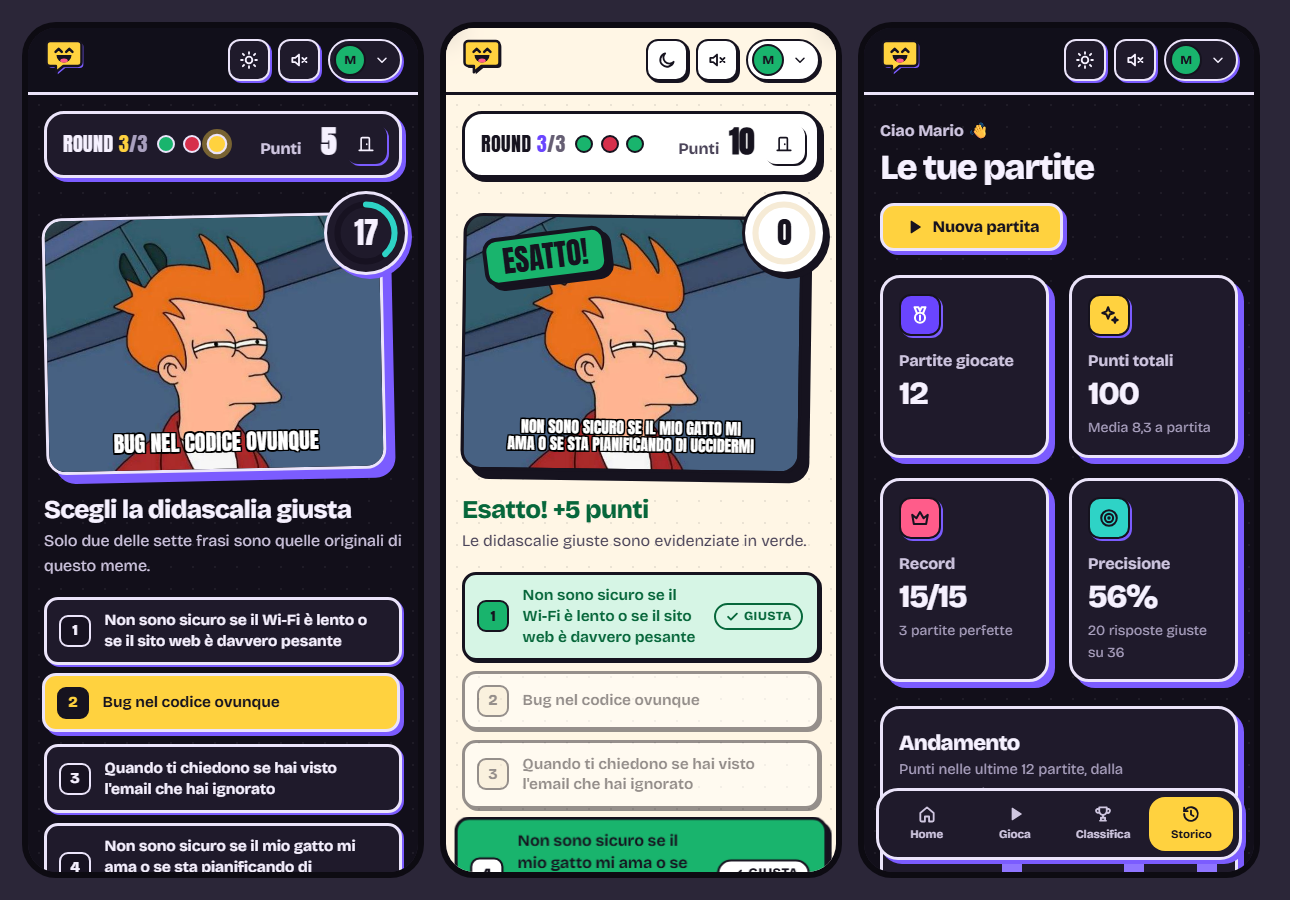 M
ROUND 3/3
Punti 5
17
BUG NEL CODICE OVUNQUE
Scegli la didascalia giusta
Solo due delle sette frasi sono quelle originali di
questo meme.
1
Non sono sicuro se il Wi-Fi è lento o
se il sito web è davvero pesante
2
Bug nel codice ovunque
3
Quando ti chiedono se hai visto
l'email che hai ignorato
4
Non sono sicuro se il mio gatto mi
ama o se sta pianificando di
M
ROUND 3/3
Punti 10
0
ESATTO!
NON SONO SICURO SE IL MIO GATTO MI
AMA O SE STA PIANIFICANDO DI UCCIDERMI
Esatto! +5 punti
Le didascalie giuste sono evidenziate in verde.
1
Non sono sicuro se il
Wi-Fi è lento o se il sito
web è davvero pesante
GIUSTA
2
Bug nel codice ovunque
3
Quando ti chiedono se hai visto
l'email che hai ignorato
Non sono sicuro se il
mio gatto mi ama o se
4
GIUSTA
M
Ciao Mario 👋
Le tue partite
Nuova partita
Partite giocate
12
Punti totali
100
Media 8,3 a partita
Record
15/15
3 partite perfette
Precisione
56%
20 risposte giuste
su 36
Andamento
Punti nelle ultime 12 partite, dalla
Home
Gioca
Classifica
Storico